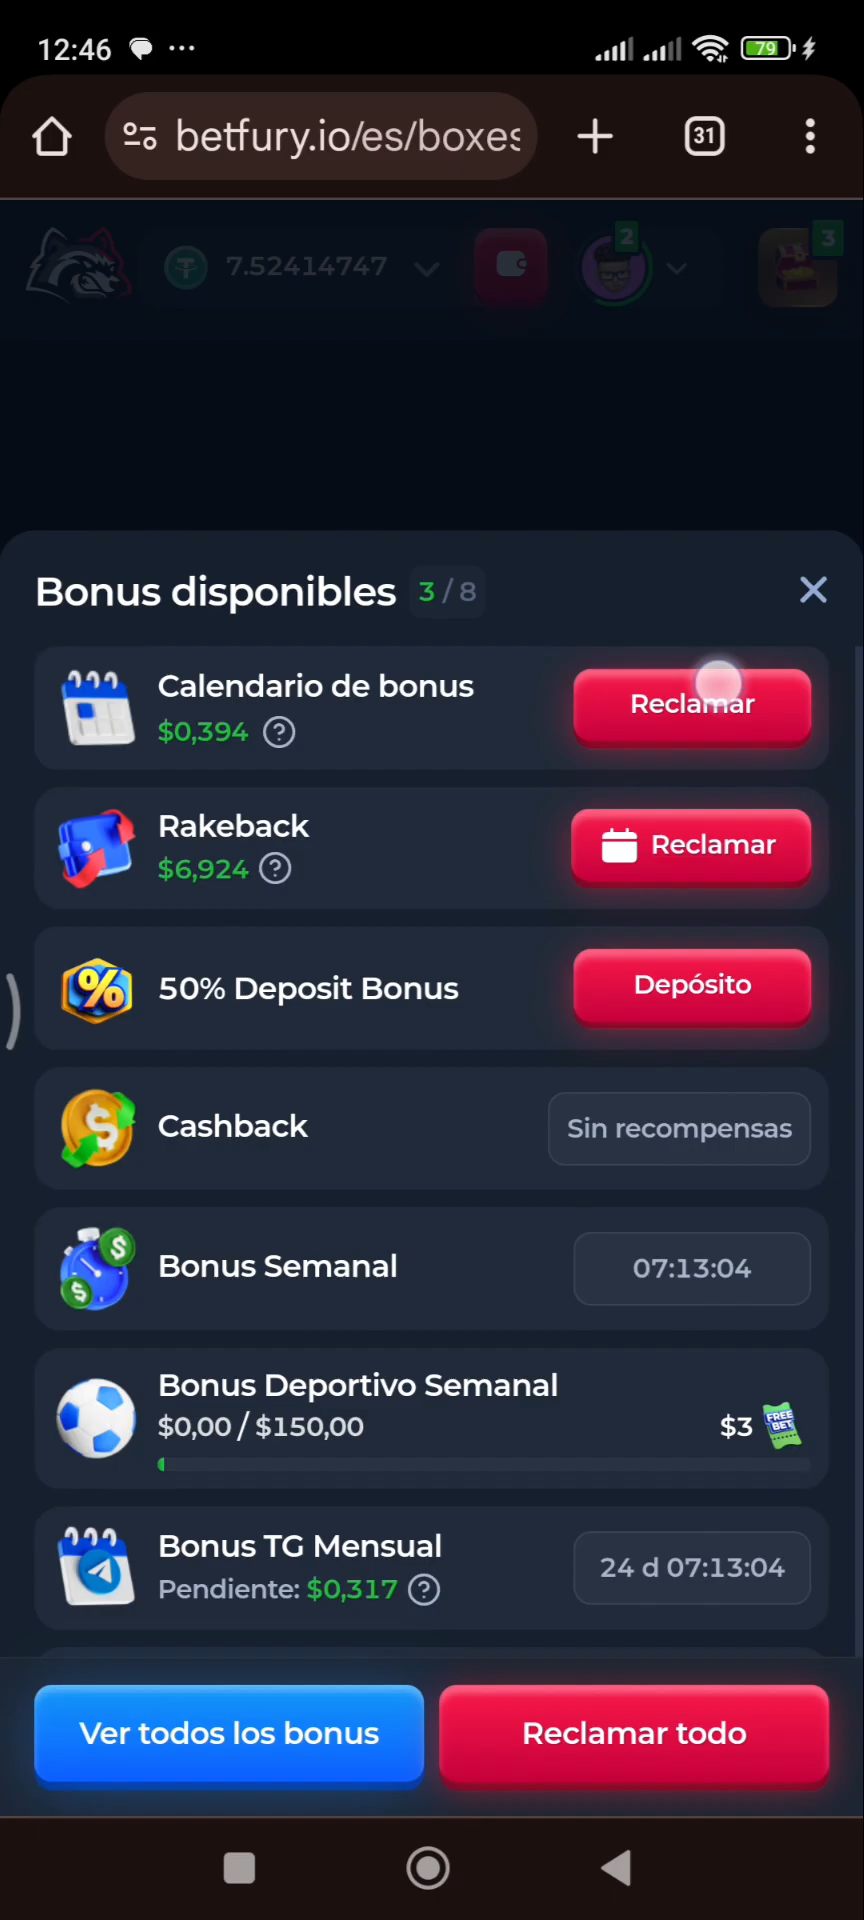 12:46
79
betfury.io/es/boxes
31
7.52414747
2
3
Bonus disponibles 3 / 8
Calendario de bonus
$0,394
Reclamar
Rakeback
$6,924
Reclamar
%
50% Deposit Bonus
Depósito
Cashback
Sin recompensas
Bonus Semanal
07:13:04
Bonus Deportivo Semanal
$0,00 / $150,00
$3
FREE
BET
Bonus TG Mensual
Pendiente: $0,317
24 d 07:13:04
Ver todos los bonus
Reclamar todo